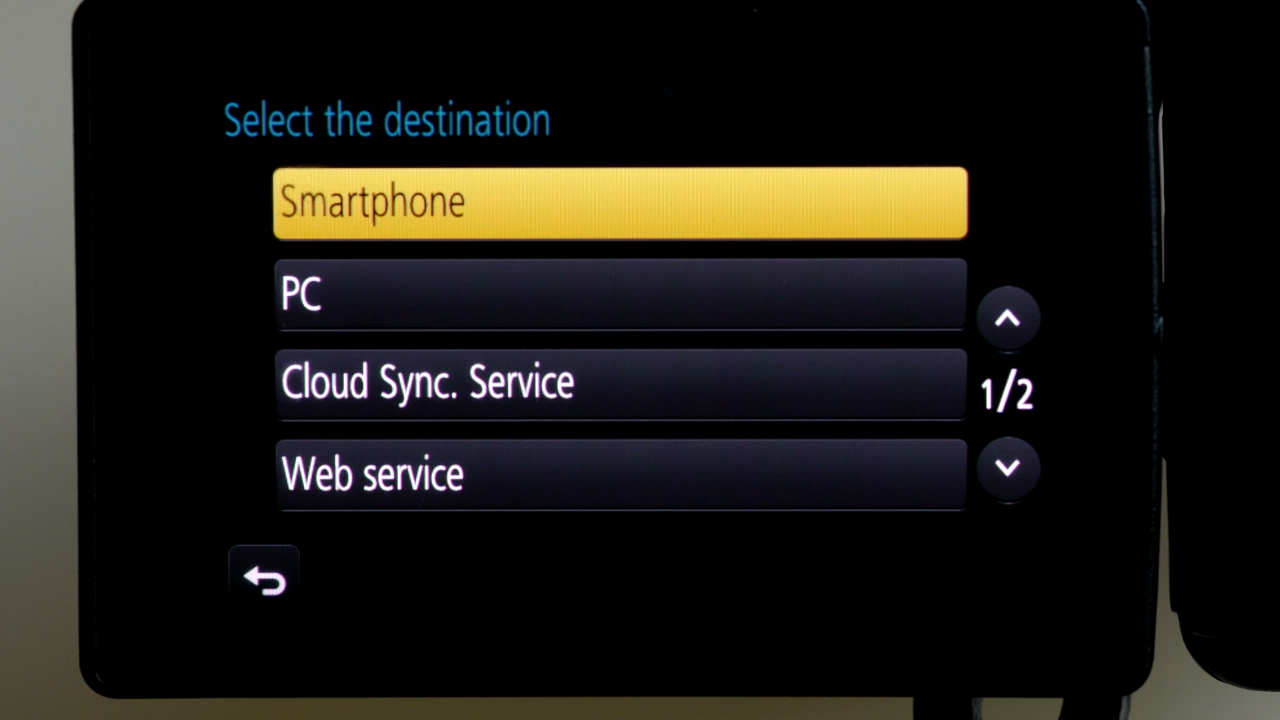 Select the destination
Smartphone
PC
Cloud Sync. Service
1/2
Web service